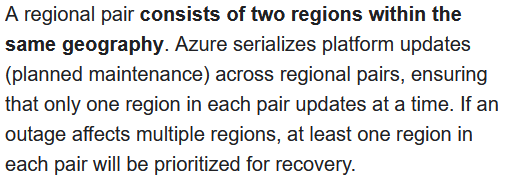 A regional pair consists of two regions within the
same geography. Azure serializes platform updates
(planned maintenance) across regional pairs, ensuring
that only one region in each pair updates at a time. If an
outage affects multiple regions, at least one region in
each pair will be prioritized for recovery.